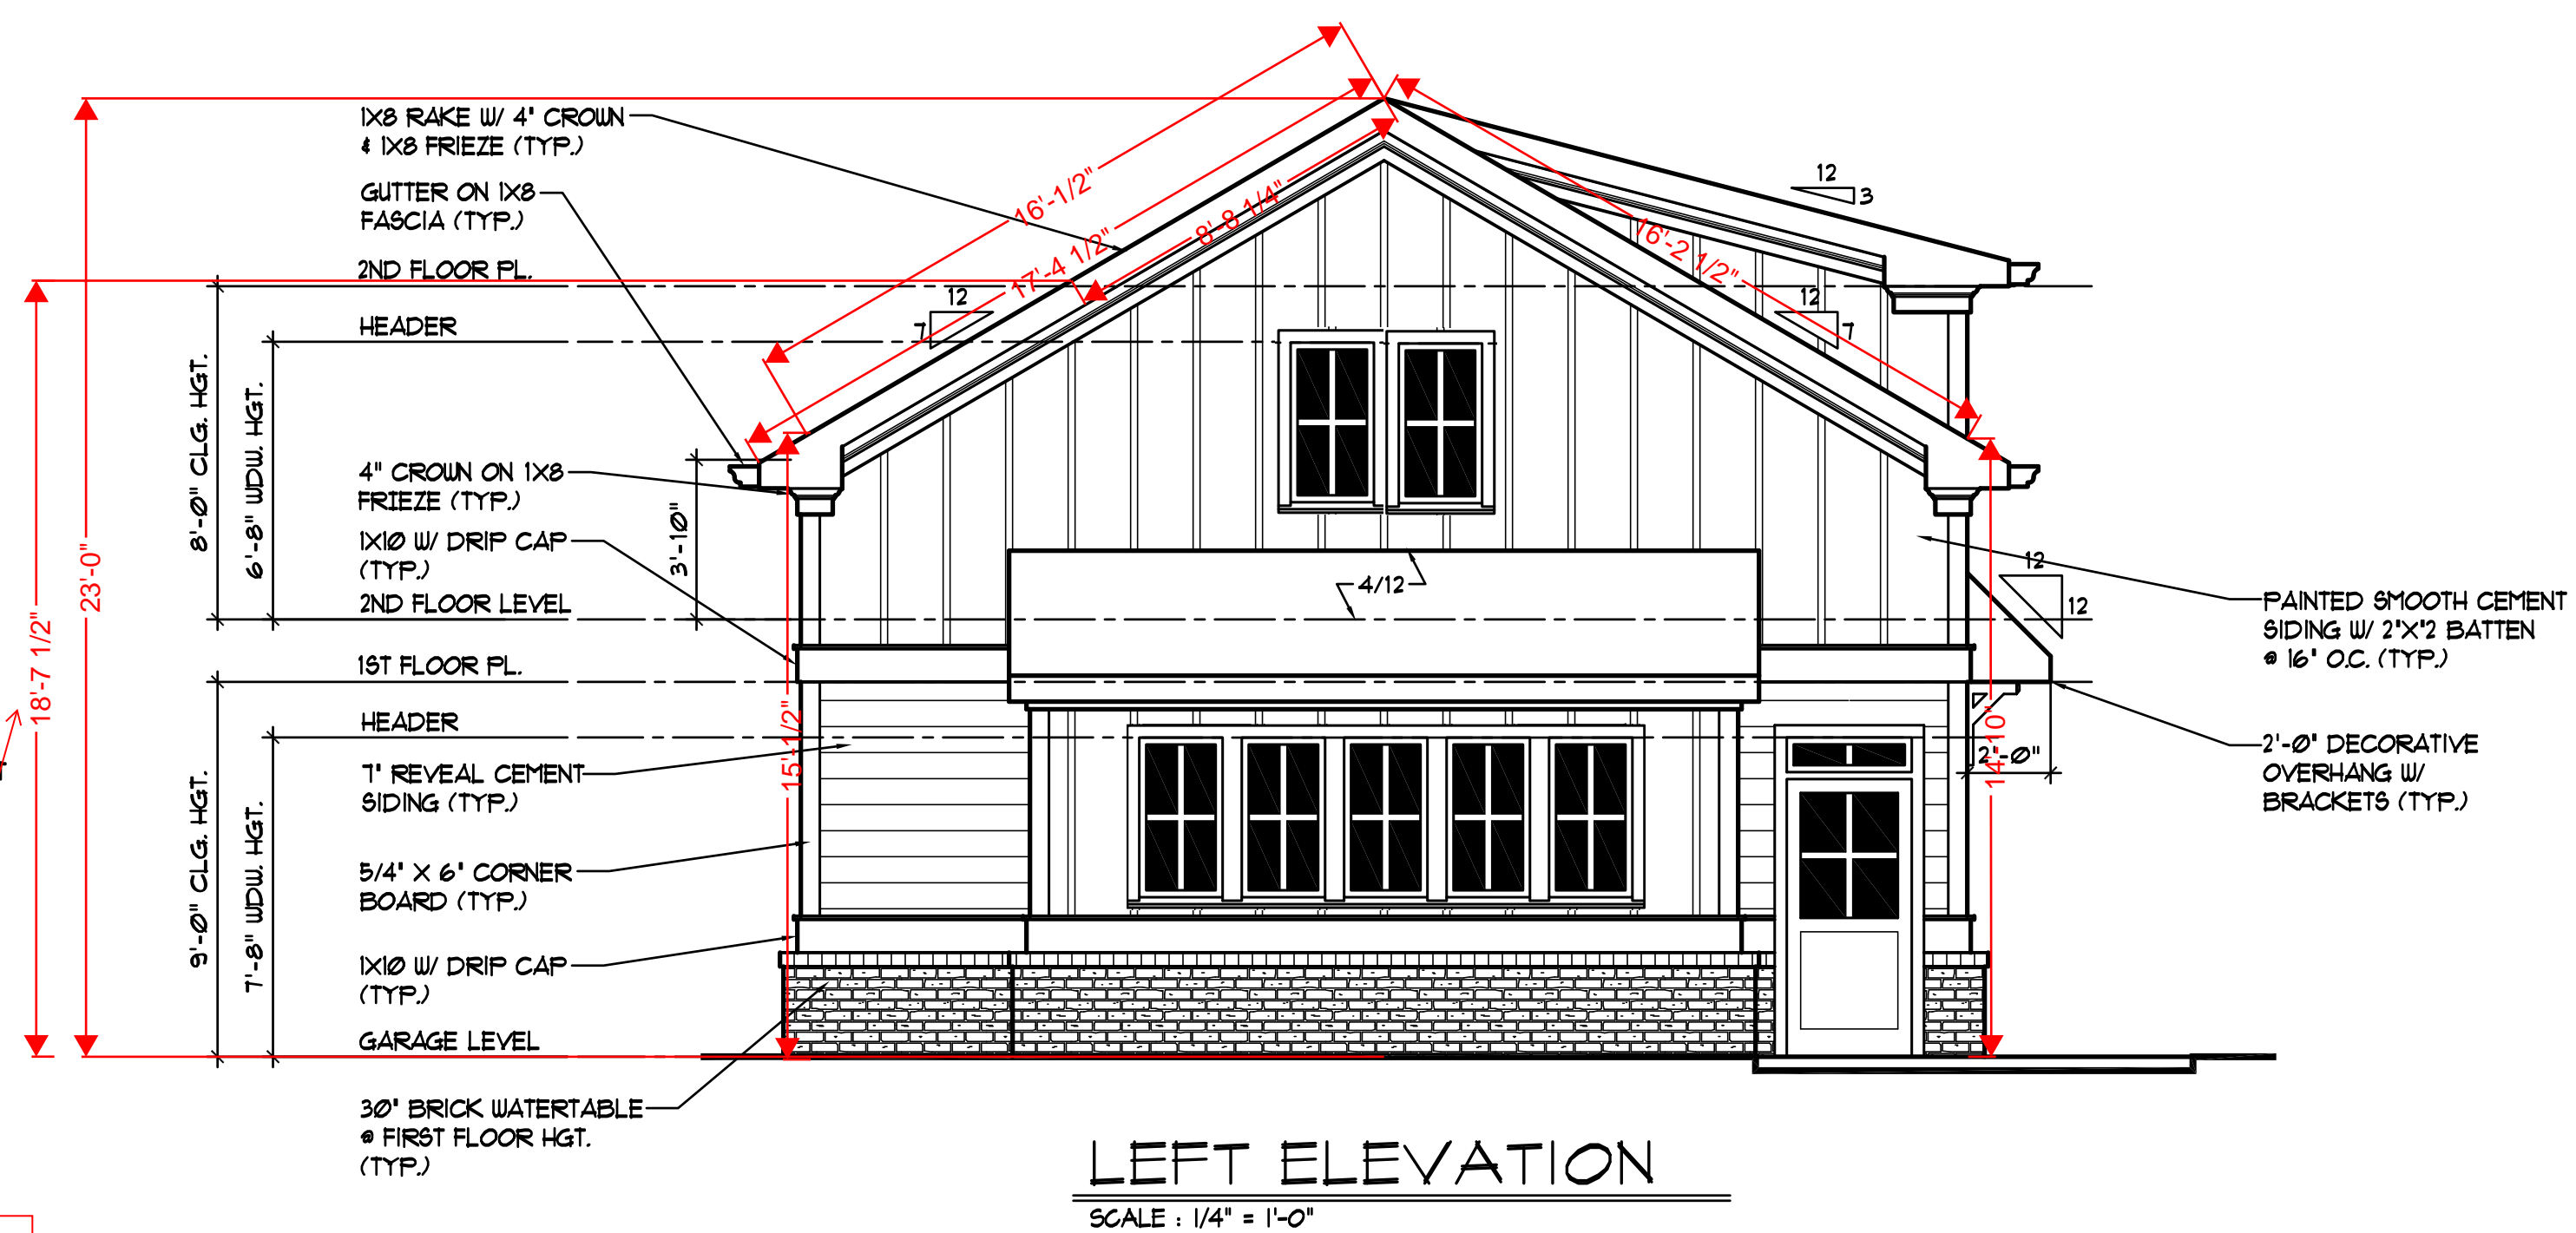 1X8 RAKE W/ 4" CROWN
& 1X8 FRIEZE (TYP.)
GUTTER ON 1X8
FASCIA (TYP.)
2ND FLOOR PL.
HEADER
4" CROWN ON 1X8
FRIEZE (TYP.)
1X10 W/ DRIP CAP
(TYP.)
2ND FLOOR LEVEL
1ST FLOOR PL.
HEADER
7" REVEAL CEMENT
SIDING (TYP.)
5/4" X 6" CORNER
BOARD (TYP.)
1X10 W/ DRIP CAP
(TYP.)
GARAGE LEVEL
30" BRICK WATERTABLE
@ FIRST FLOOR HGT.
(TYP.)
18'-7 1/2"
23'-0"
8'-0" CLG. HGT.
6'-8" WDW. HGT.
9'-0" CLG. HGT.
7'-8" WDW. HGT.
3'-10"
15'-1/2"
16'-1/2"
17'-4 1/2"
8'-8 1/4"
16'-2 1/2"
12
7
12
3
12
7
4/12
12
12
14'-10"
2'-0"
PAINTED SMOOTH CEMENT
SIDING W/ 2"X"2 BATTEN
@ 16" O.C. (TYP.)
2'-0" DECORATIVE
OVERHANG W/
BRACKETS (TYP.)
LEFT ELEVATION
SCALE : 1/4" = 1'-0"